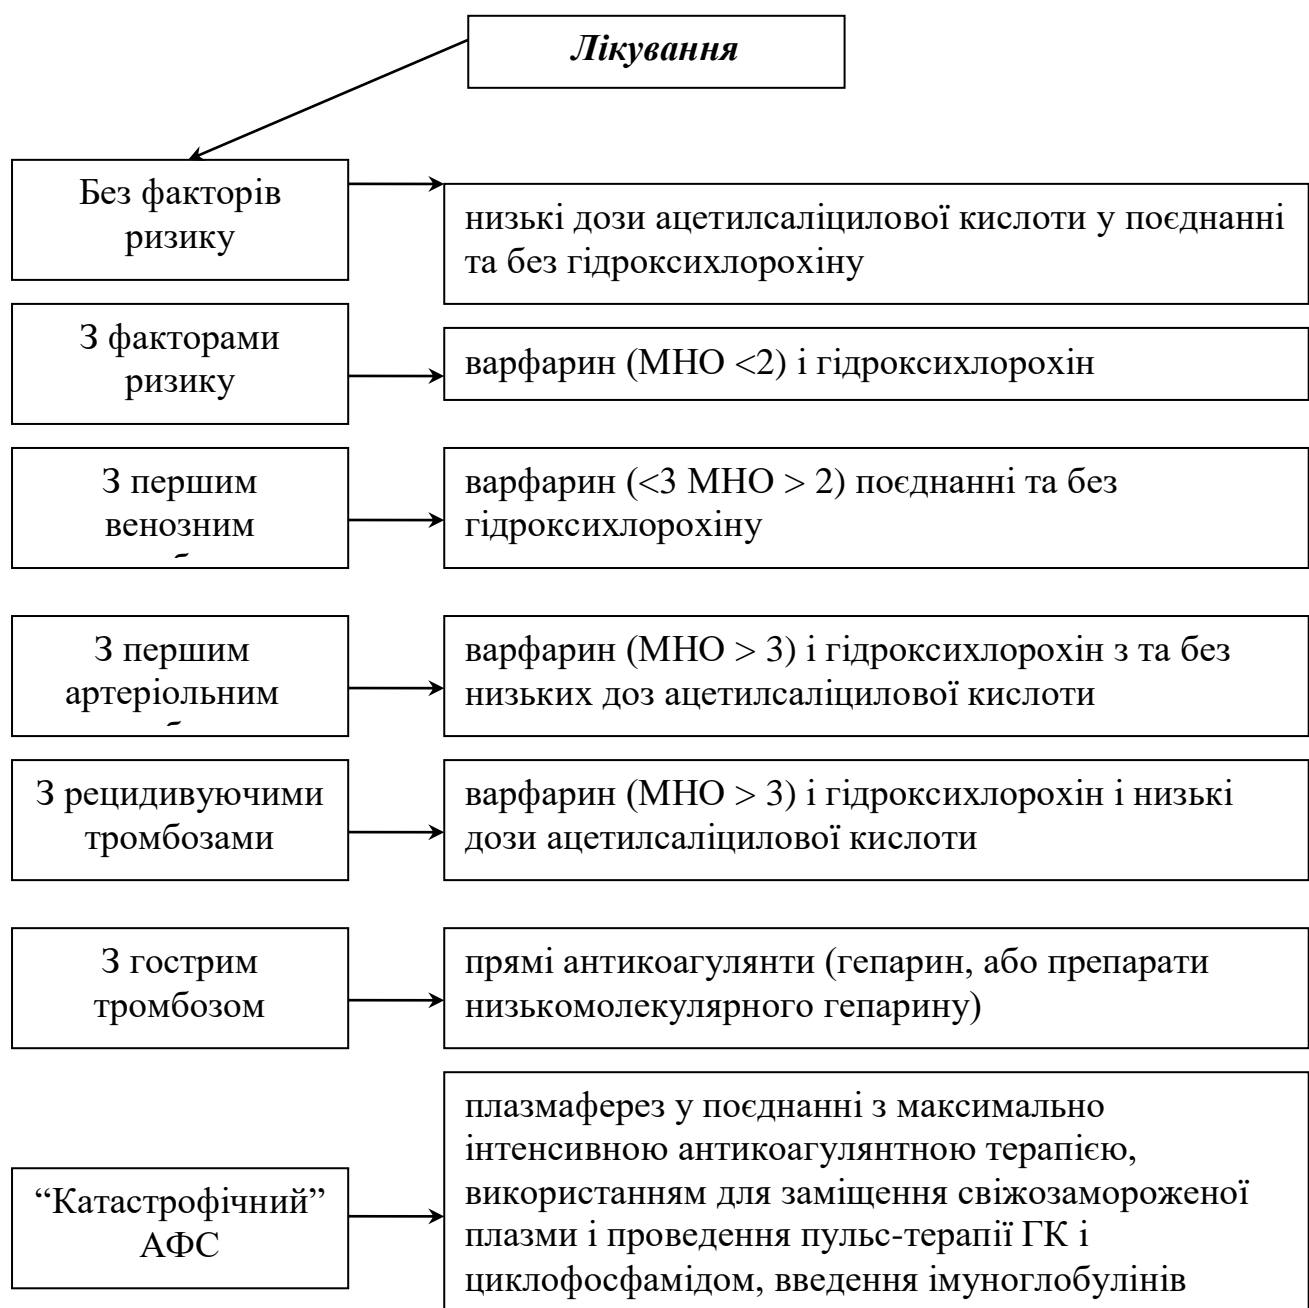 Лікування
Без факторів
ризику
низькі дози ацетилсаліцилової кислоти у поєднанні
та без гідроксихлорохіну
З факторами
ризику
варфарин (МНО <2) і гідроксихлорохін
З першим
венозним
варфарин (<3 МНО > 2) поєднанні та без
гідроксихлорохіну
З першим
артеріольним
варфарин (МНО > 3) і гідроксихлорохін з та без
низьких доз ацетилсаліцилової кислоти
З рецидивуючими
тромбозами
варфарин (МНО > 3) і гідроксихлорохін і низькі
дози ацетилсаліцилової кислоти
З гострим
тромбозом
прямі антикоагулянти (гепарин, або препарати
низькомолекулярного гепарину)
“Катастрофічний”
АФС
плазмаферез у поєднанні з максимально
інтенсивною антикоагулянтною терапією,
використанням для заміщення свіжозамороженої
плазми і проведення пульс-терапії ГК і
циклофосфамідом, введення імуноглобулінів